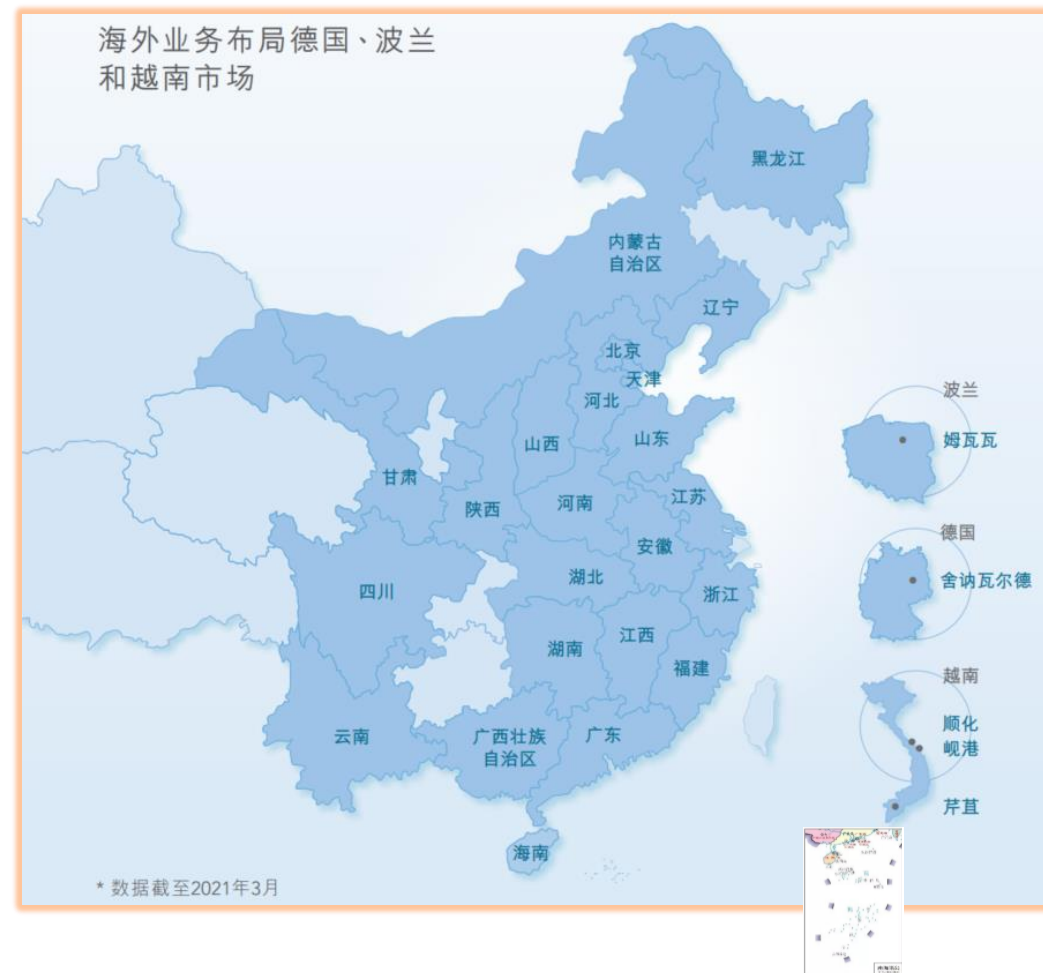 海外业务布局德国、波兰
和越南市场
黑龙江
内蒙古
自治区
辽宁
北京
天津
河北
山西
山东
甘肃
陕西
河南
江苏
安徽
四川
湖北
浙江
湖南
江西
福建
云南
广西壮族
自治区
广东
海南
波兰
姆瓦瓦
德国
舍讷瓦尔德
越南
顺化
岘港
芹苴
* 数据截至2021年3月